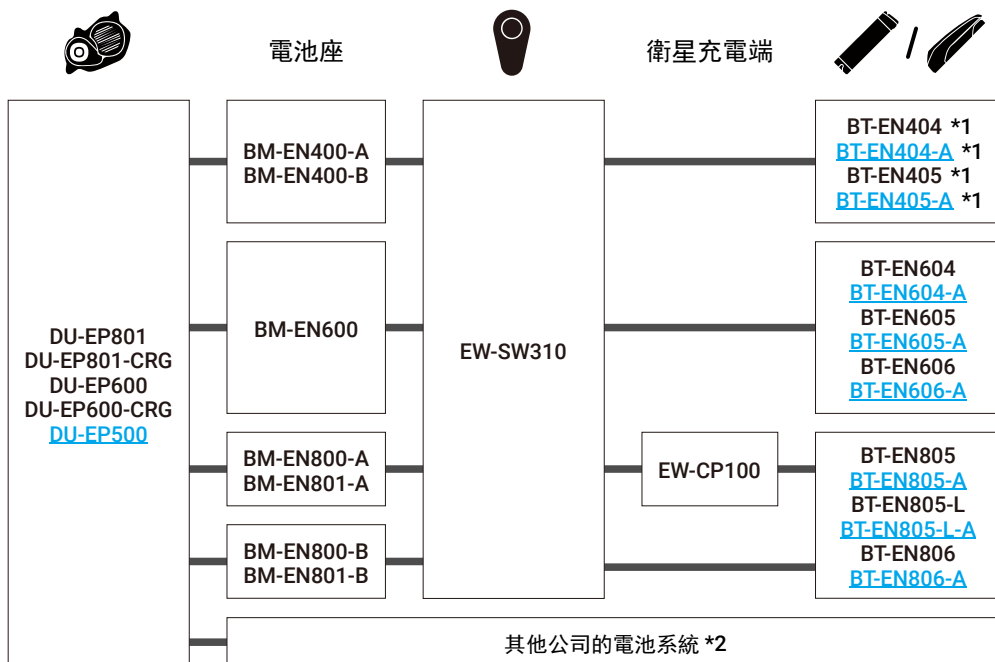 電池座
衛星充電端
/
DU-EP801
DU-EP801-CRG
DU-EP600
DU-EP600-CRG
DU-EP500
BM-EN400-A
BM-EN400-B
BM-EN600
BM-EN800-A
BM-EN801-A
BM-EN800-B
BM-EN801-B
EW-SW310
EW-CP100
BT-EN404 *1
BT-EN404-A *1
BT-EN405 *1
BT-EN405-A *1
BT-EN604
BT-EN604-A
BT-EN605
BT-EN605-A
BT-EN606
BT-EN606-A
BT-EN805
BT-EN805-A
BT-EN805-L
BT-EN805-L-A
BT-EN806
BT-EN806-A
其他公司的電池系統 *2